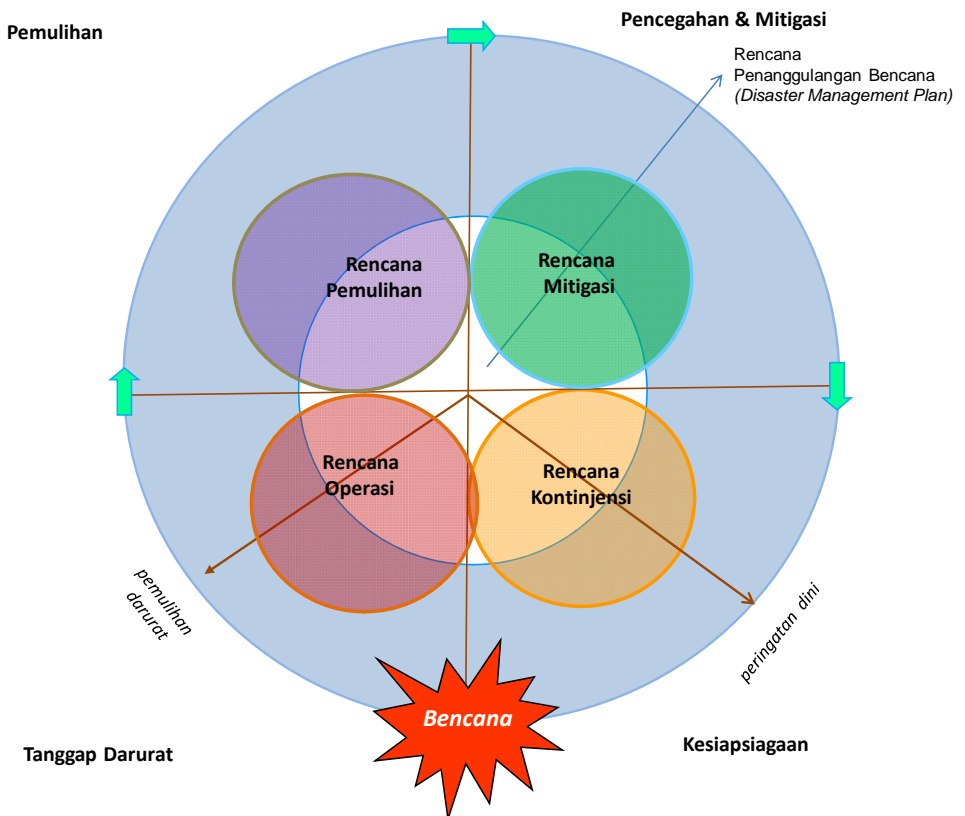 Pemulihan
Pencegahan & Mitigasi
Rencana
Penanggulangan Bencana
(Disaster Management Plan)
Rencana
Pemulihan
Rencana
Mitigasi
Rencana
Operasi
Rencana
Kontinjensi
pemulihan
darurat
peringatan dini
Bencana
Tanggap Darurat
Kesiapsiagaan